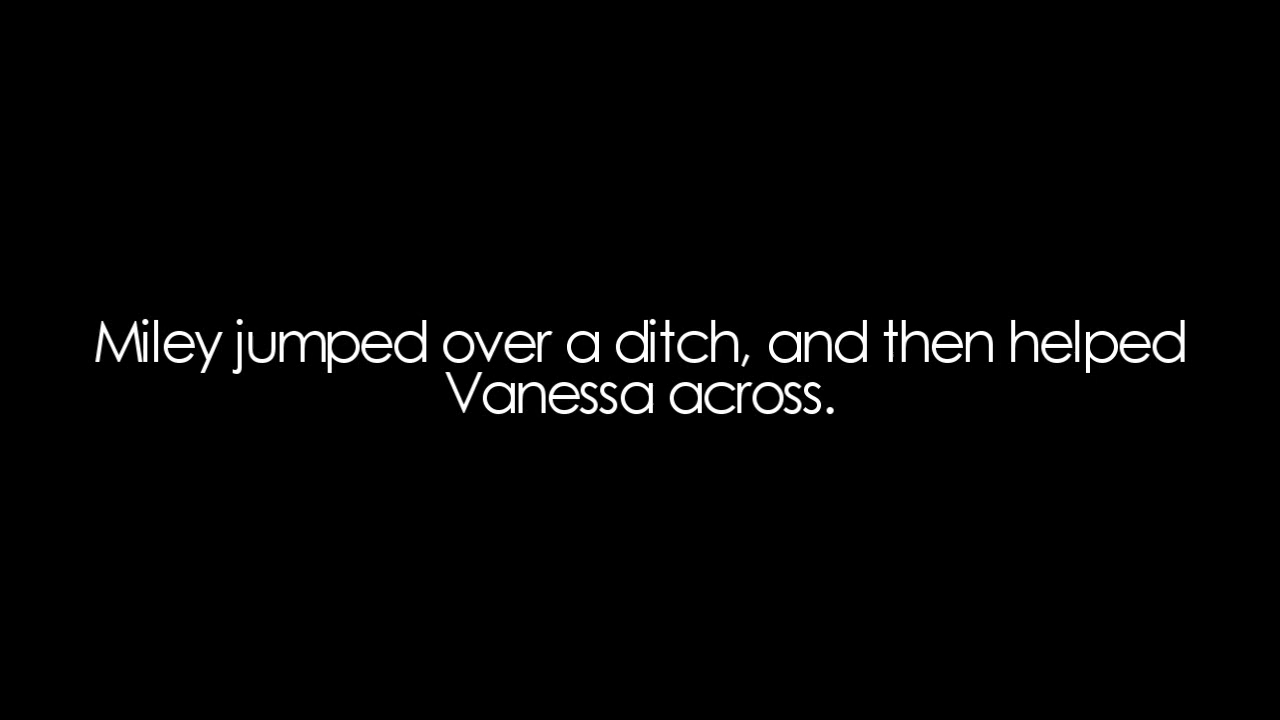 Miley jumped over a ditch, and then helped
Vanessa across.